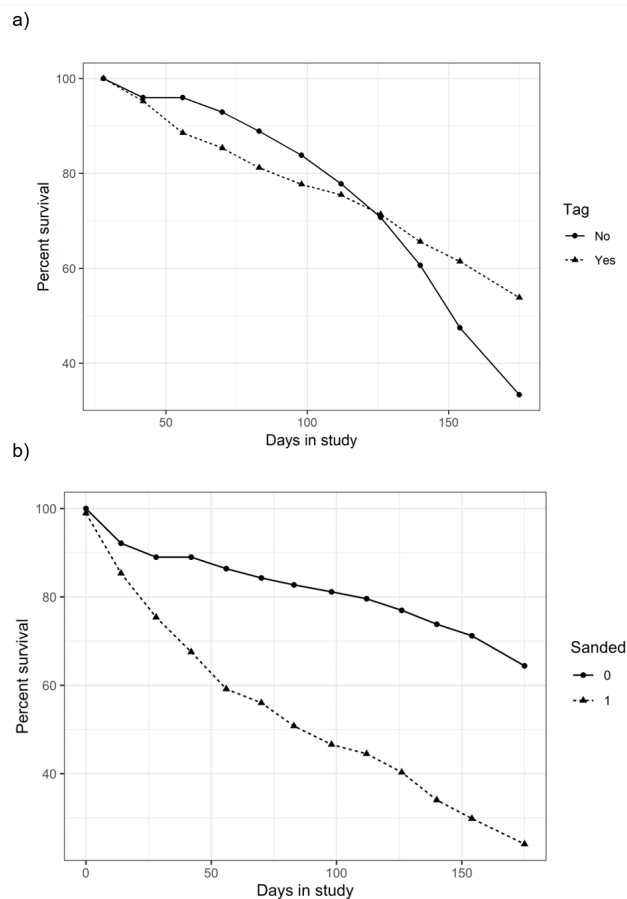 a)
100
80
60
40
Percent survival
50
100
150
Days in study
Tag
No
Yes
b)
100
80
60
40
Percent survival
0
50
100
150
Days in study
Sanded
0
1